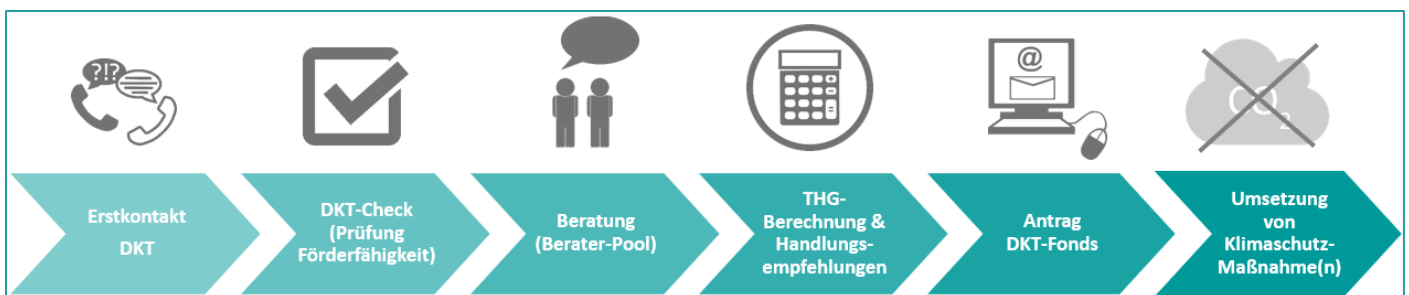 ?!?
@
CO2
Erstkontakt
DKT
DKT-Check
(Prüfung
Förderfähigkeit)
Beratung
(Berater-Pool)
THG-
Berechnung &
Handlungs-
empfehlungen
Antrag
DKT-Fonds
Umsetzung
von
Klimaschutz-
Maßnahme(n)